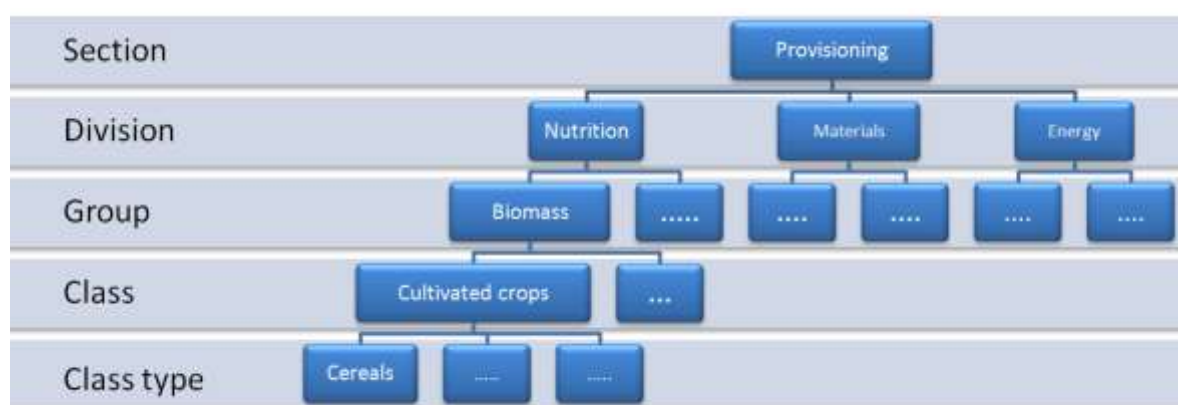 Section
Provisioning
Division
Nutrition
Materials
Energy
Group
Biomass
.....
....
....
....
....
Class
Cultivated crops
...
Class type
Cereals
.....
.....